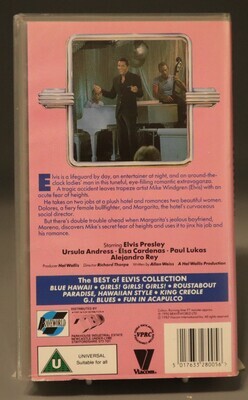 Elvis is a lifeguard by day, an entertainer at night, and an around-the-
clock ladies' man in this tuneful, eye-filling romantic extravaganza.
A tragic accident leaves trapeze artist Mike Windgren (Elvis) with an
acute fear of heights.
He takes on two jobs at a plush hotel and romances two beautiful women:
Dolores, a fiery female bullfighter, and Margarita, the hotel's curvaceous
social director.
But there's double trouble ahead when Margarita's jealous boyfriend,
Moreno, discovers Mike's secret fear of heights and uses it to jinx his job and
his romance.
Starring Elvis Presley
Ursula Andress · Elsa Cardenas · Paul Lukas
Alejandro Rey
Producer Hal Wallis Director Richard Thorpe Written by Allan Weiss A Hal Wallis Production
The BEST OF ELVIS COLLECTION
BLUE HAWAII · GIRLS! GIRLS! GIRLS! · ROUSTABOUT
PARADISE, HAWAIIAN STYLE · KING CREOLE
G.I. BLUES · FUN IN ACAPULCO
U
UNIVERSAL
Suitable for all
VPRC
Viacom
5 017633 280056